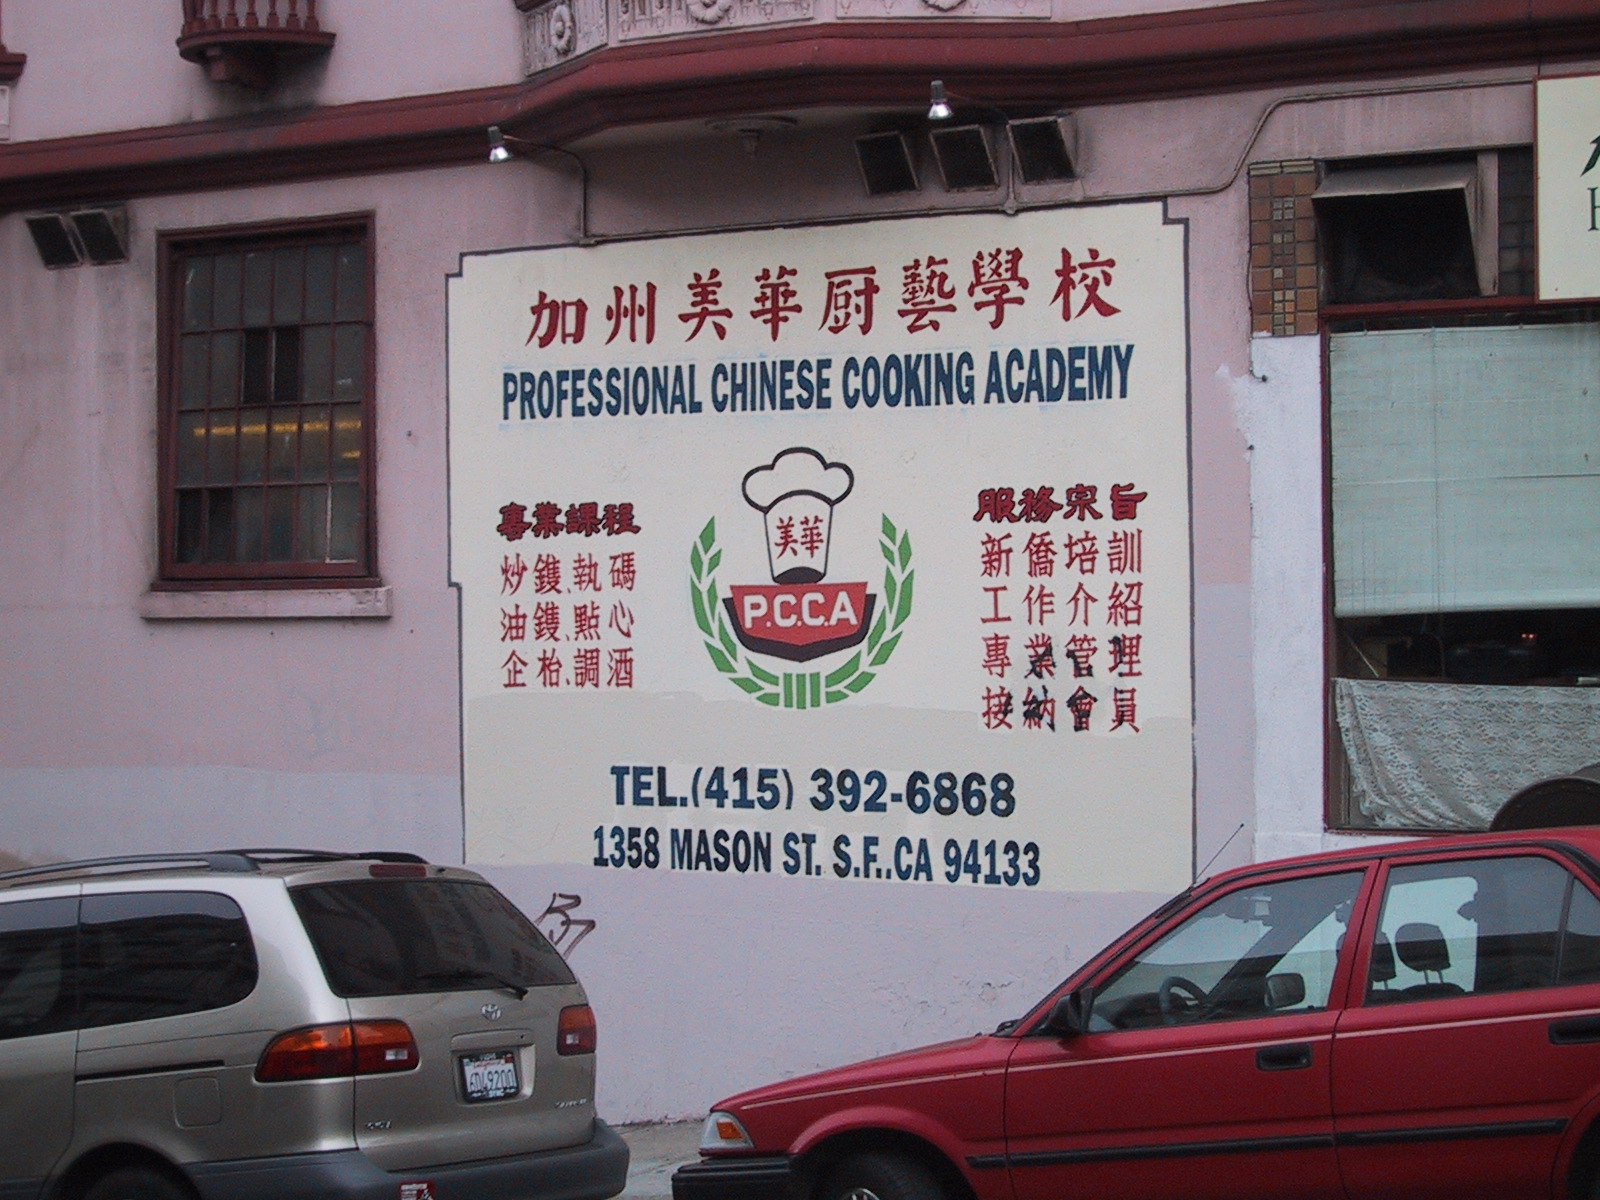 加州美華厨藝學校
PROFESSIONAL CHINESE COOKING ACADEMY
專業課程
炒鑊、執碼
油鑊、點心
企枱、調酒
美華
P.C.C.A
服務宗旨
新僑培訓
工作介紹
專業管理
接納會員
TEL.(415) 392-6868
1358 MASON ST. S.F..CA 94133